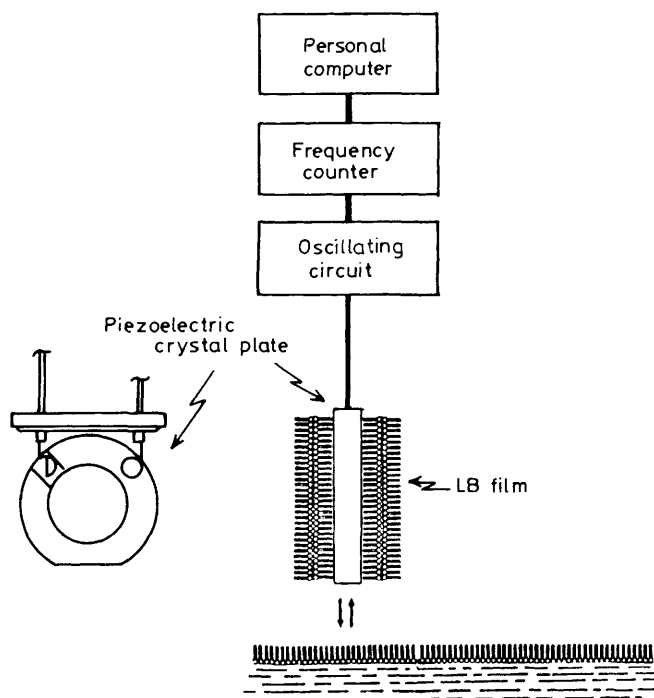 Personal
computer
Frequency
counter
Oscillating
circuit
Piezoelectric
crystal plate
LB film